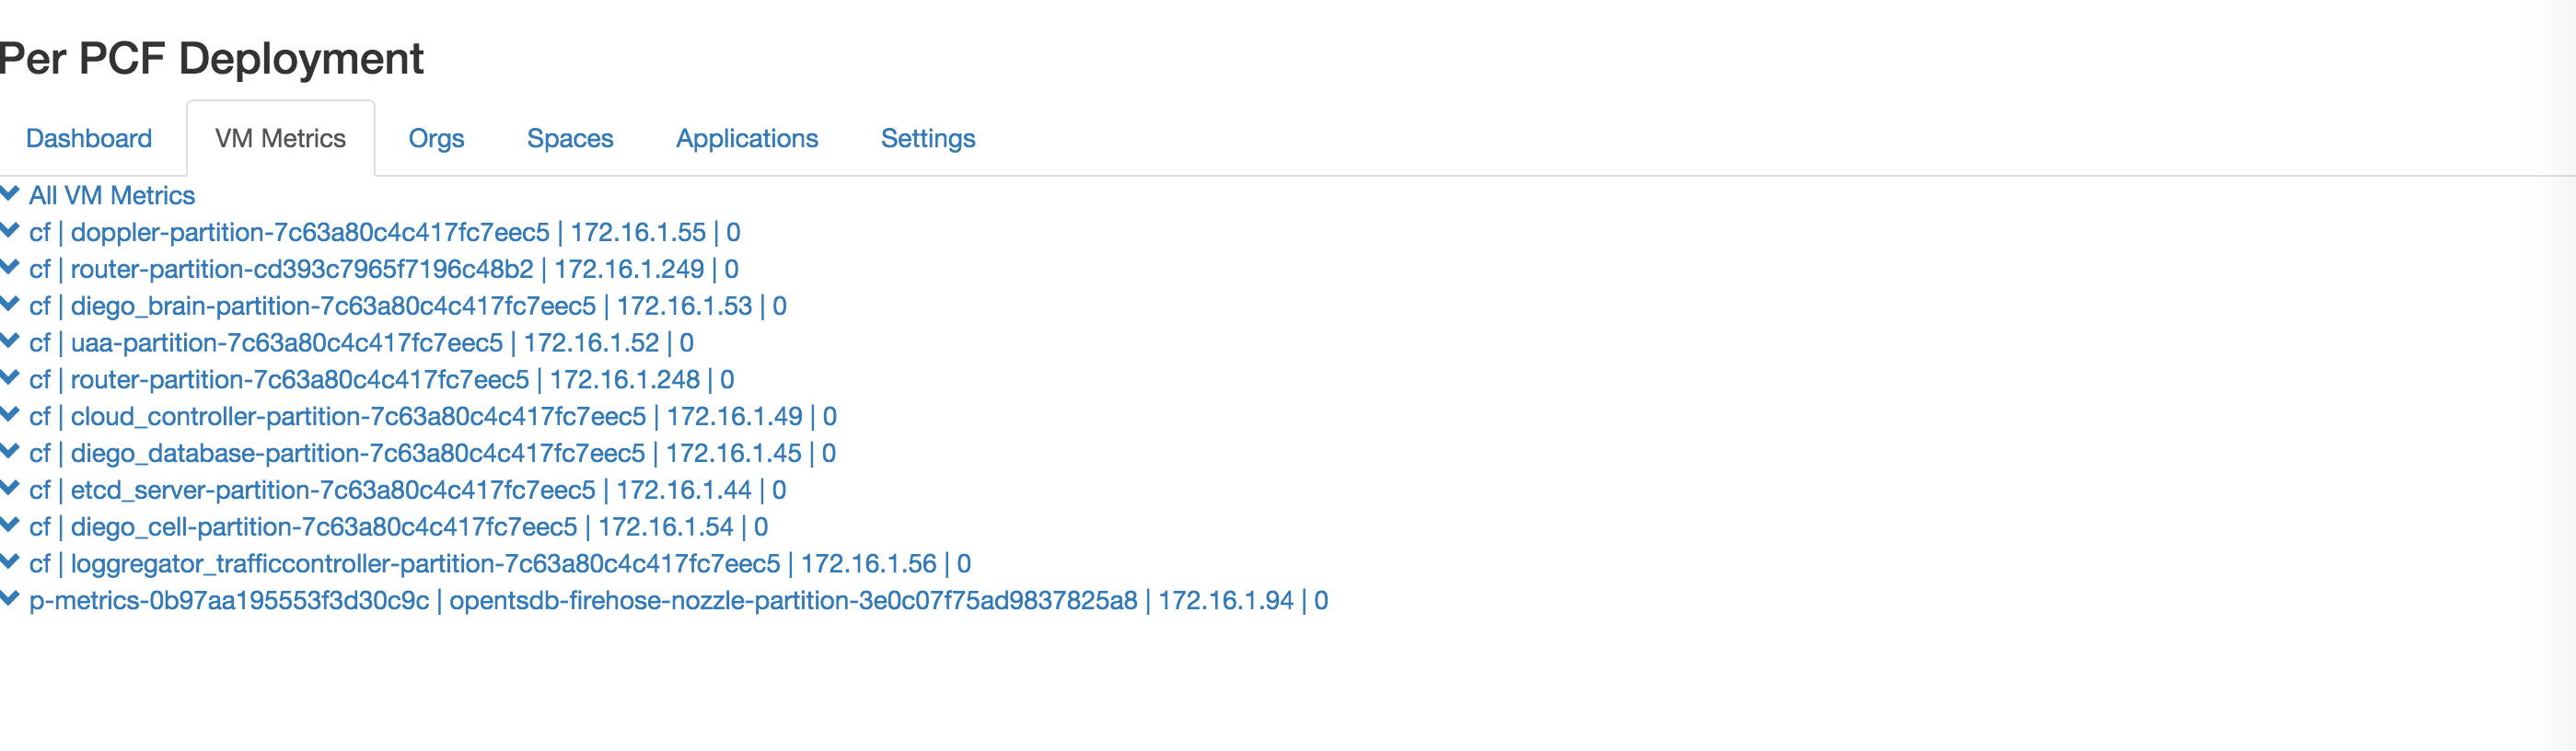 Per PCF Deployment
Dashboard VM Metrics Orgs Spaces Applications Settings
All VM Metrics
cf | doppler-partition-7c63a80c4c417fc7eec5 | 172.16.1.55 | 0
cf | router-partition-cd393c7965f7196c48b2 | 172.16.1.249 | 0
cf | diego_brain-partition-7c63a80c4c417fc7eec5 | 172.16.1.53 | 0
cf | uaa-partition-7c63a80c4c417fc7eec5 | 172.16.1.52 | 0
cf | router-partition-7c63a80c4c417fc7eec5 | 172.16.1.248 | 0
cf | cloud_controller-partition-7c63a80c4c417fc7eec5 | 172.16.1.49 | 0
cf | diego_database-partition-7c63a80c4c417fc7eec5 | 172.16.1.45 | 0
cf | etcd_server-partition-7c63a80c4c417fc7eec5 | 172.16.1.44 | 0
cf | diego_cell-partition-7c63a80c4c417fc7eec5 | 172.16.1.54 | 0
cf | loggregator_trafficcontroller-partition-7c63a80c4c417fc7eec5 | 172.16.1.56 | 0
p-metrics-0b97aa195553f3d30c9c | opentsdb-firehose-nozzle-partition-3e0c07f75ad9837825a8 | 172.16.1.94 | 0